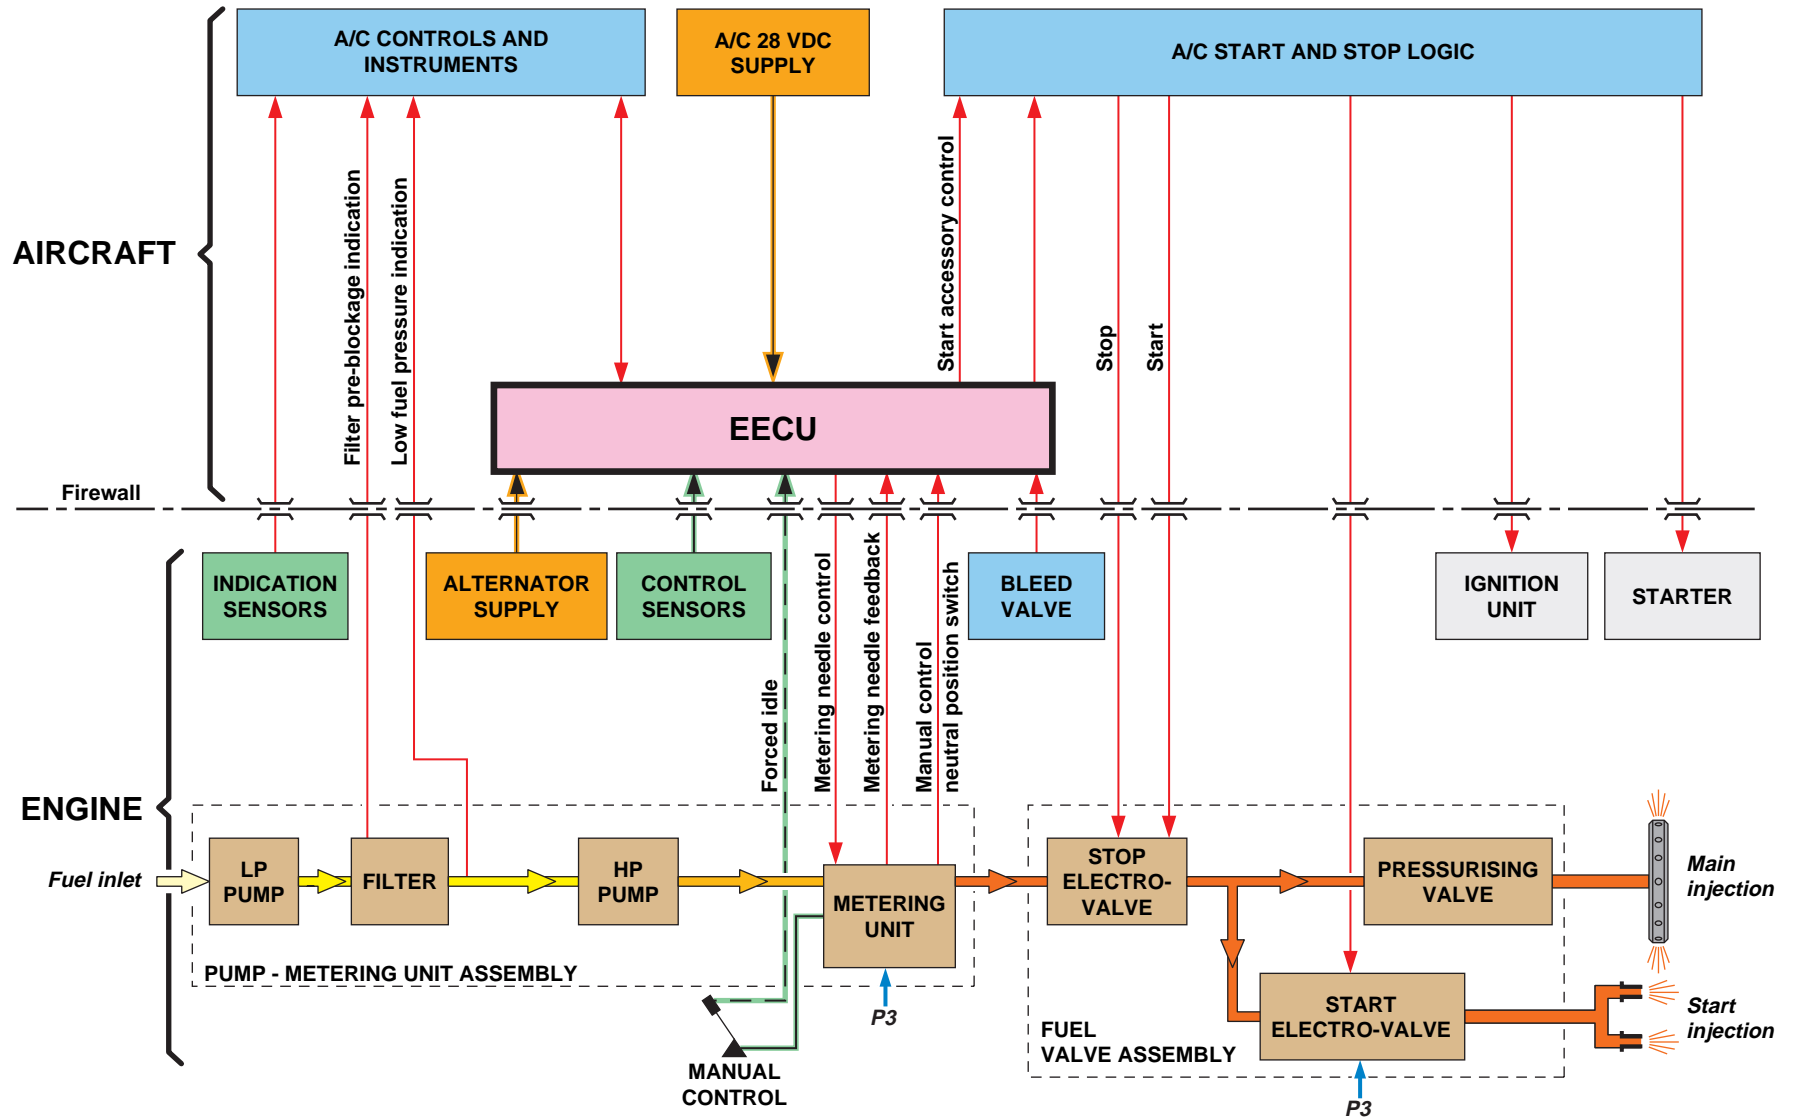 A/C CONTROLS AND
INSTRUMENTS
A/C 28 VDC
SUPPLY
A/C START AND STOP LOGIC
AIRCRAFT
Filter pre-blockage indication
Low fuel pressure indication
Start accessory control
Stop
Start
EECU
Firewall
INDICATION
SENSORS
ALTERNATOR
SUPPLY
CONTROL
SENSORS
BLEED
VALVE
IGNITION
UNIT
STARTER
Forced idle
Metering needle control
Metering needle feedback
Manual control
neutral position switch
ENGINE
Fuel inlet
LP
PUMP
FILTER
HP
PUMP
METERING
UNIT
STOP
ELECTRO-
VALVE
PRESSURISING
VALVE
Main
injection
PUMP - METERING UNIT ASSEMBLY
P3
MANUAL
CONTROL
START
ELECTRO-VALVE
Start
injection
FUEL
VALVE ASSEMBLY
P3